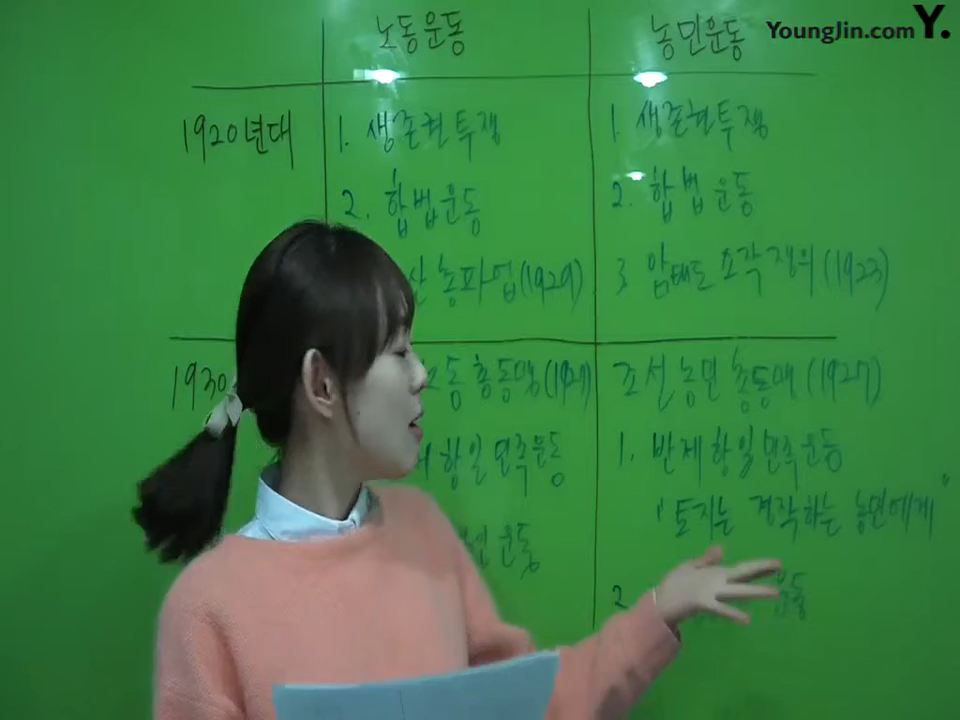 YoungJin.com Y.
노동운동 농민운동
1920년대 1. 생존권투쟁 1. 생존권투쟁
2. 합법운동 2. 합법운동
산 총파업(1929) 3 암태도 소작쟁의(1923)
1930 노동총동맹(1927) 조선농민총동맹(1927)
항일민족운동 1. 반제항일민족운동
"토지는 경작하는 농민에게"
운동 2 운동